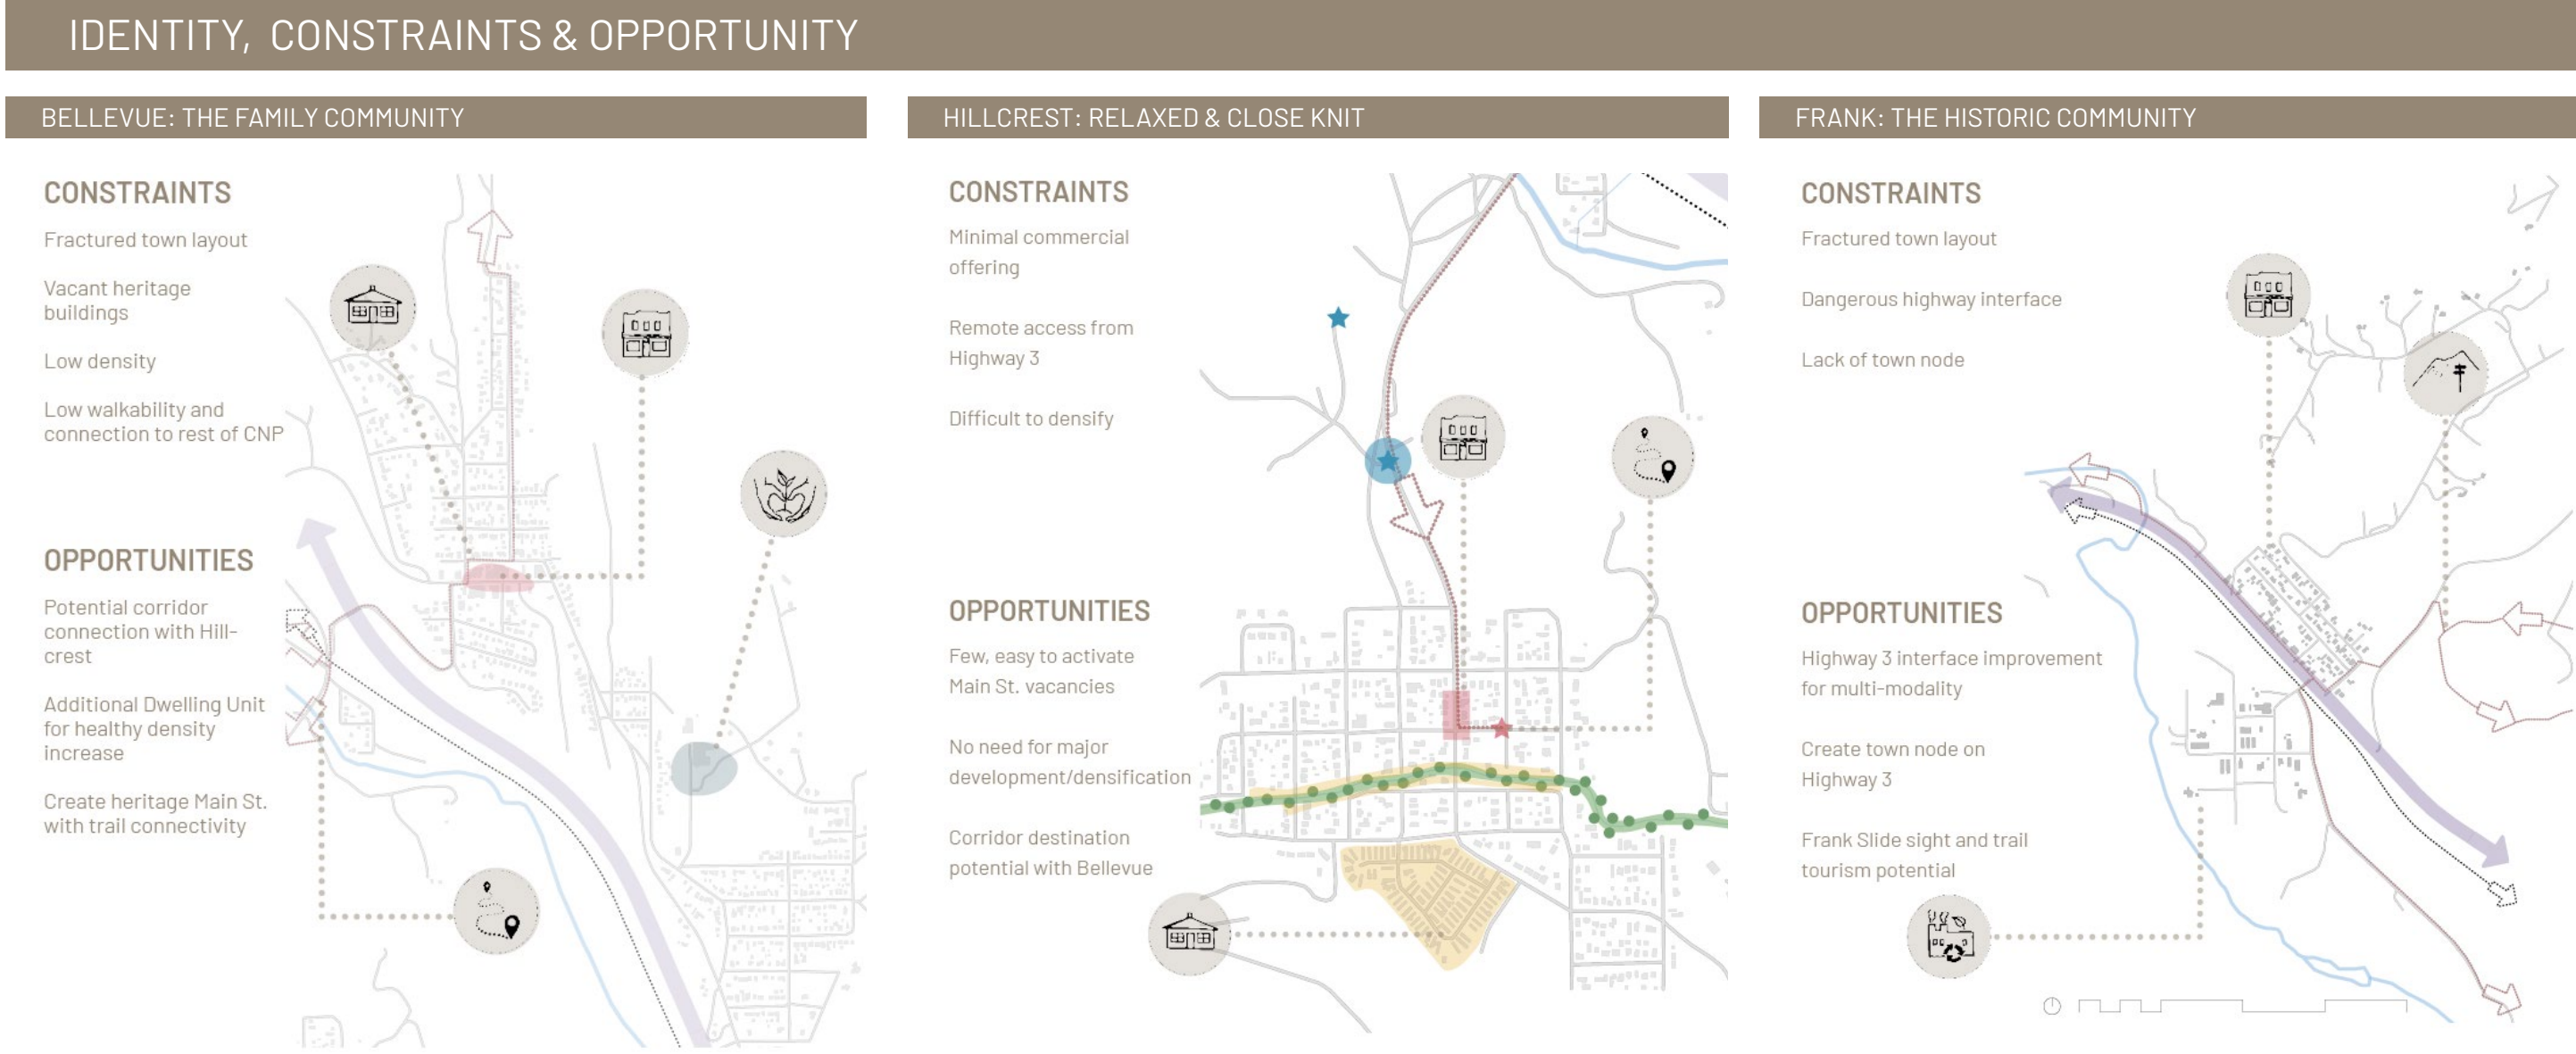 IDENTITY, CONSTRAINTS & OPPORTUNITY
BELLEVUE: THE FAMILY COMMUNITY
CONSTRAINTS
Fractured town layout
Vacant heritage
buildings
Low density
Low walkability and
connection to rest of CNP
OPPORTUNITIES
Potential corridor
connection with Hill-
crest
Additional Dwelling Unit
for healthy density
increase
Create heritage Main St.
with trail connectivity
HILLCREST: RELAXED & CLOSE KNIT
CONSTRAINTS
Minimal commercial
offering
Remote access from
Highway 3
Difficult to densify
OPPORTUNITIES
Few, easy to activate
Main St. vacancies
No need for major
development/densification
Corridor destination
potential with Bellevue
FRANK: THE HISTORIC COMMUNITY
CONSTRAINTS
Fractured town layout
Dangerous highway interface
Lack of town node
OPPORTUNITIES
Highway 3 interface improvement
for multi-modality
Create town node on
Highway 3
Frank Slide sight and trail
tourism potential